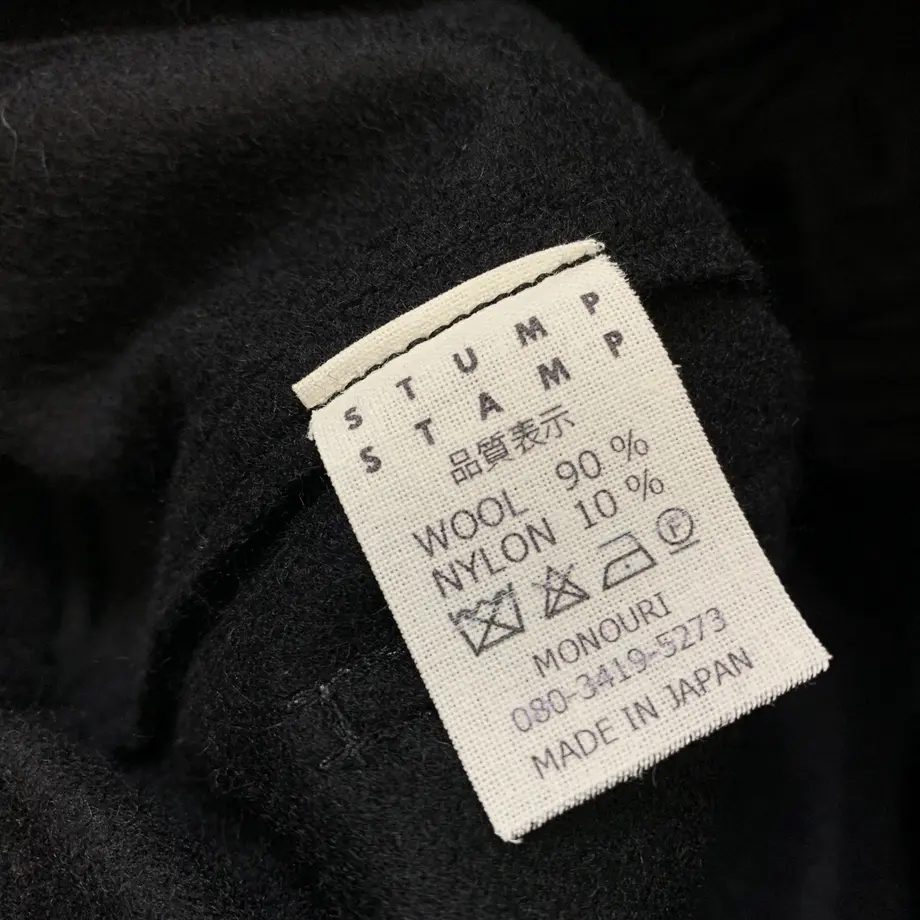 STUMP
STAMP
品質表示
WOOL 90 %
NYLON 10 %
F
MONOURI
080-3419-5273
MADE IN JAPAN